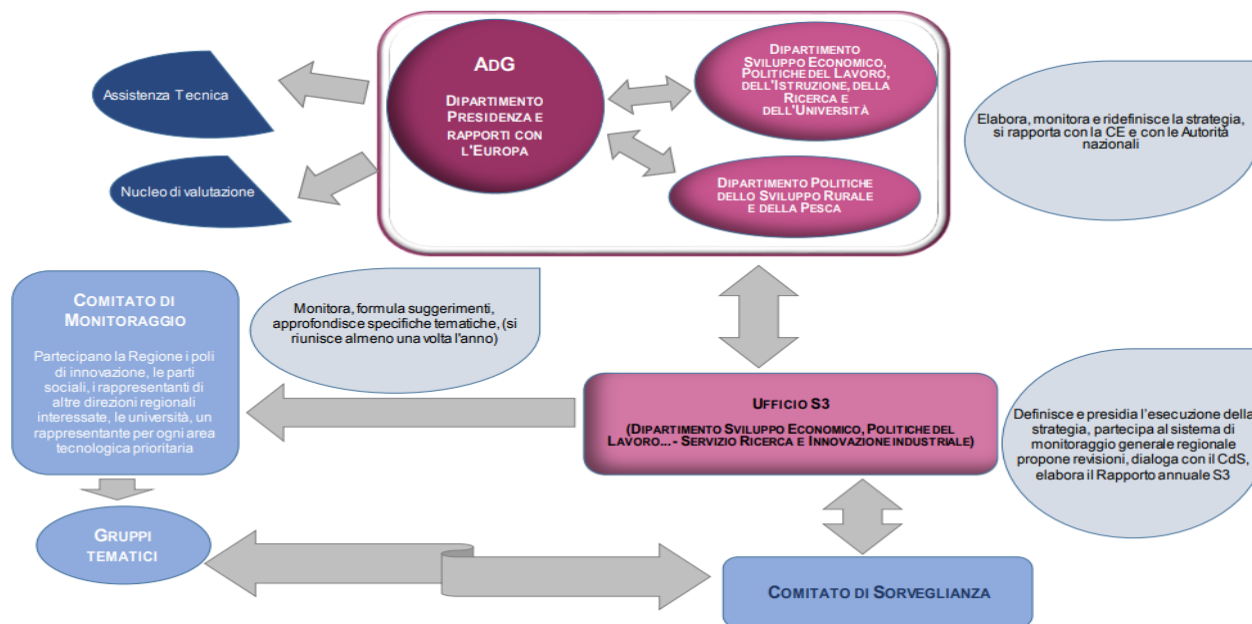 AdG
Dipartimento
Presidenza e
rapporti con
l'Europa
Dipartimento
Sviluppo Economico,
Politiche del Lavoro,
dell'Istruzione, della
Ricerca e
dell'Università
Dipartimento Politiche
dello Sviluppo Rurale
e della Pesca
Assistenza Tecnica
Nucleo di valutazione
Elabora, monitora e ridefinisce la strategia,
si rapporta con la CE e con le Autorità
nazionali
Comitato di
Monitoraggio
Partecipano la Regione i poli
di innovazione, le parti
sociali, i rappresentanti di
altre direzioni regionali
interessate, le università, un
rappresentante per ogni area
tecnologica prioritaria
Monitora, formula suggerimenti,
approfondisce specifiche tematiche, (si
riunisce almeno una volta l'anno)
Ufficio S3
(Dipartimento Sviluppo Economico, Politiche del
Lavoro... - Servizio Ricerca e Innovazione industriale)
Definisce e presidia l'esecuzione della
strategia, partecipa al sistema di
monitoraggio generale regionale
propone revisioni, dialoga con il CdS,
elabora il Rapporto annuale S3
Gruppi
tematici
Comitato di Sorveglianza